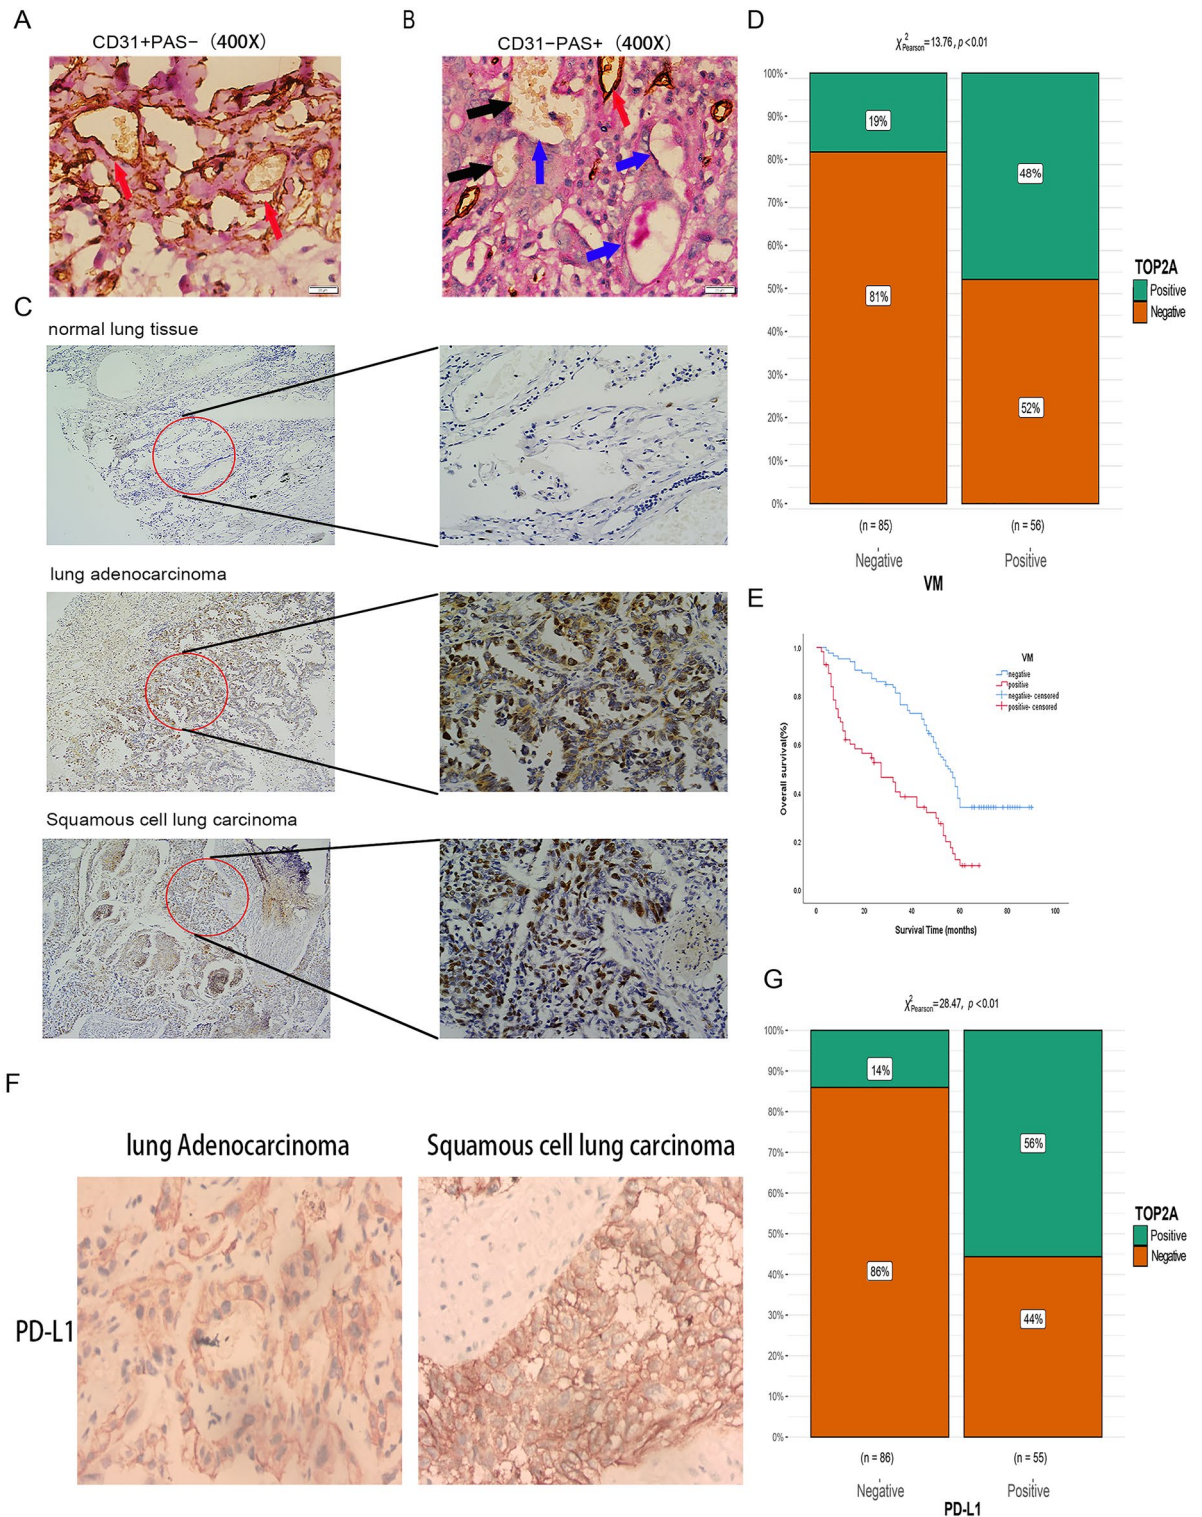 A
CD31+PAS− (400X)
B
CD31−PAS+ (400X)
C
normal lung tissue
lung adenocarcinoma
Squamous cell lung carcinoma
D
χ²Pearson=13.76, p<0.01
100%
90%
80%
70%
60%
50%
40%
30%
20%
10%
0%
19%
81%
48%
52%
TOP2A
Positive
Negative
(n = 85)
(n = 56)
Negative
Positive
VM
E
Overall survival(%)
1.0
0.8
0.6
0.4
0.2
0.0
VM
negative
positive
negative- censored
positive- censored
0
20
40
60
80
100
Survival Time (months)
F
lung Adenocarcinoma
Squamous cell lung carcinoma
PD-L1
G
χ²Pearson=28.47, p<0.01
100%
90%
80%
70%
60%
50%
40%
30%
20%
10%
0%
14%
86%
56%
44%
TOP2A
Positive
Negative
(n = 86)
(n = 55)
Negative
Positive
PD-L1